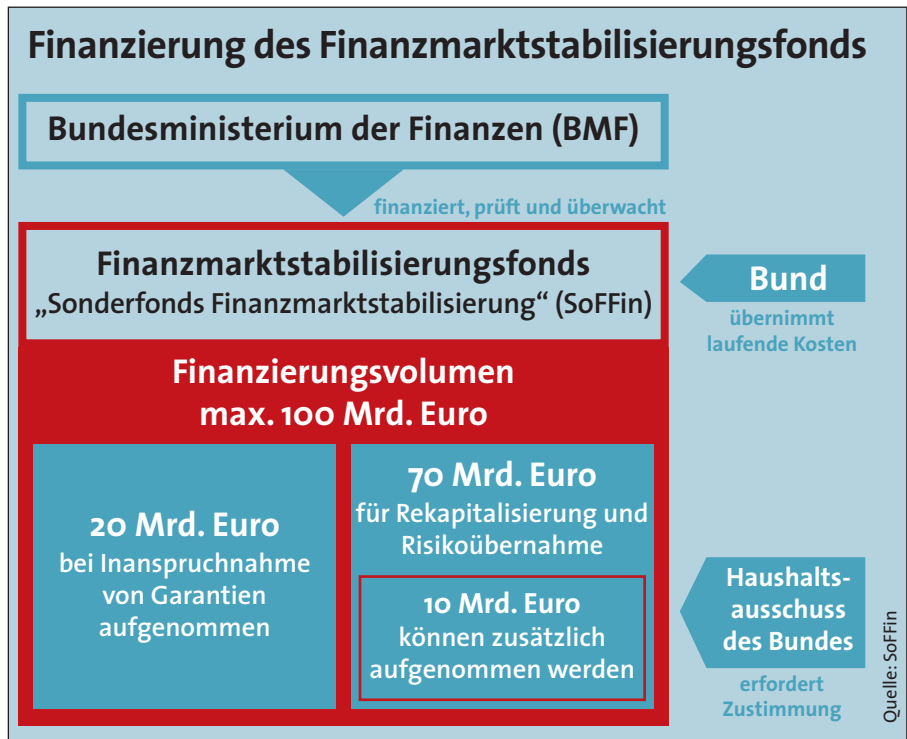 Finanzierung des Finanzmarktstabilisierungsfonds
Bundesministerium der Finanzen (BMF)
finanziert, prüft und überwacht
Finanzmarktstabilisierungsfonds
„Sonderfonds Finanzmarktstabilisierung“ (SoFFin)
Bund
übernimmt
laufende Kosten
Finanzierungsvolumen
max. 100 Mrd. Euro
20 Mrd. Euro
bei Inanspruchnahme
von Garantien
aufgenommen
70 Mrd. Euro
für Rekapitalisierung und
Risikoübernahme
10 Mrd. Euro
können zusätzlich
aufgenommen werden
Haushalts-
ausschuss
des Bundes
erfordert
Zustimmung
Quelle: SoFFin